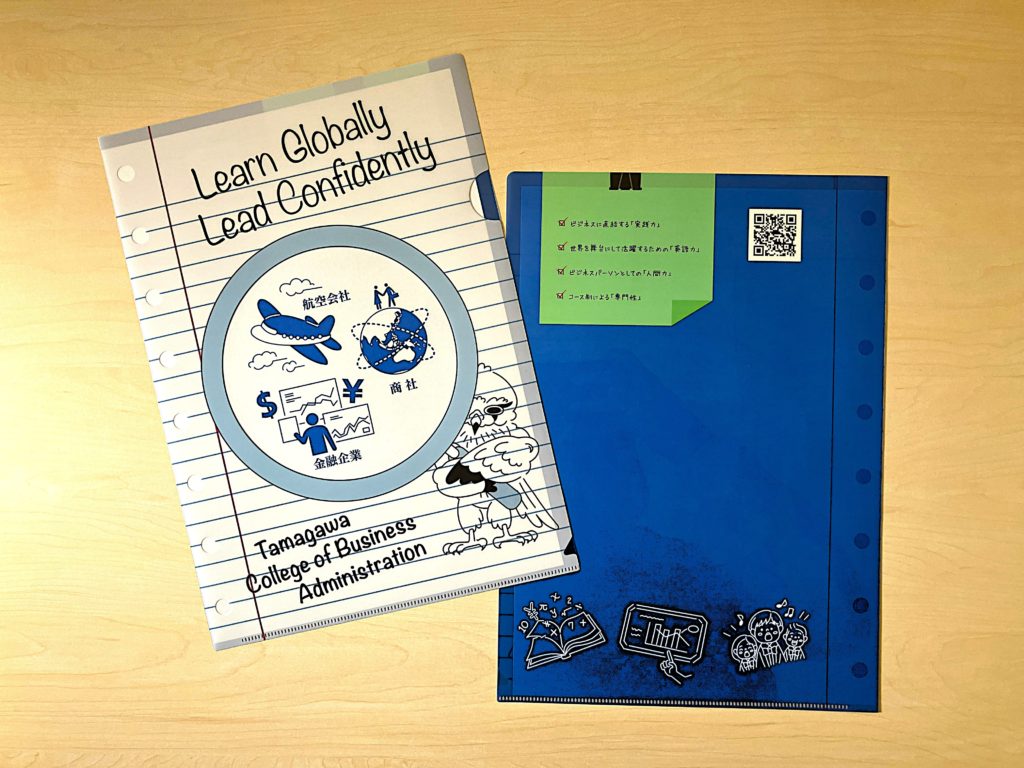 Learn Globally
Lead Confidently
航空会社
商社
$
¥
金融企業
Tamagawa
College of Business
Administration
ビジネスに直結する「実践力」
世界を舞台にして活躍するための「英語力」
ビジネスパーソンとしての「人間力」
コース制による「専門性」